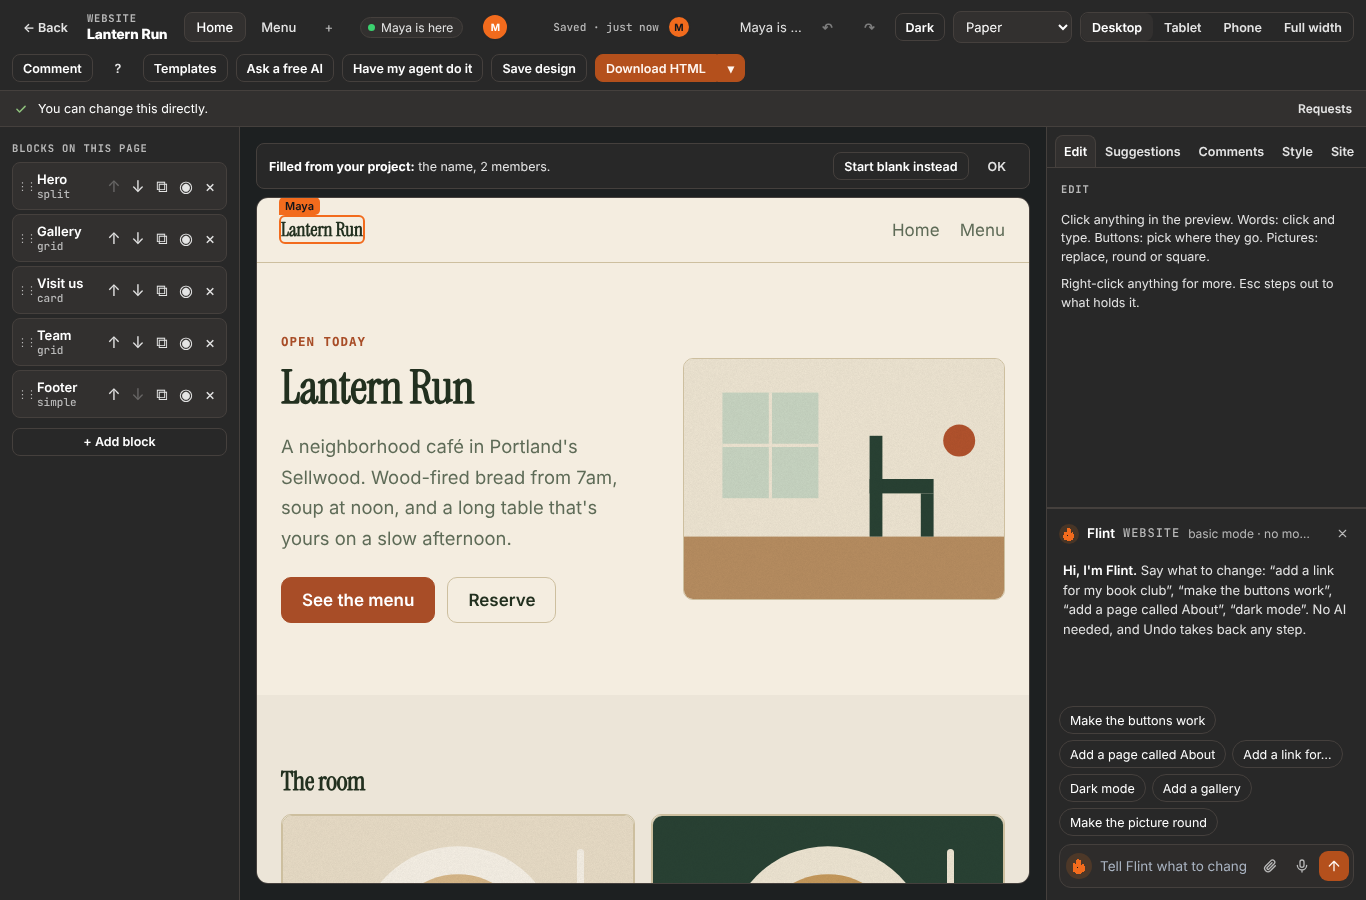 ← Back
WEBSITE
Lantern Run
Home
Menu
+
Maya is here
M
Saved · just now
M
Maya is ...
Dark
Paper
Desktop
Tablet
Phone
Full width
Comment
?
Templates
Ask a free AI
Have my agent do it
Save design
Download HTML
You can change this directly.
Requests
BLOCKS ON THIS PAGE
Hero
split
Gallery
grid
Visit us
card
Team
grid
Footer
simple
+ Add block
Filled from your project: the name, 2 members.
Start blank instead
OK
Maya
Lantern Run
Home
Menu
OPEN TODAY
Lantern Run
A neighborhood café in Portland's
Sellwood. Wood-fired bread from 7am,
soup at noon, and a long table that's
yours on a slow afternoon.
See the menu
Reserve
The room
Edit
Suggestions
Comments
Style
Site
EDIT
Click anything in the preview. Words: click and
type. Buttons: pick where they go. Pictures:
replace, round or square.
Right-click anything for more. Esc steps out to
what holds it.
Flint
WEBSITE
basic mode · no mo...
Hi, I'm Flint. Say what to change: “add a link
for my book club”, “make the buttons work”,
“add a page called About”, “dark mode”. No AI
needed, and Undo takes back any step.
Make the buttons work
Add a page called About
Add a link for...
Dark mode
Add a gallery
Make the picture round
Tell Flint what to chang